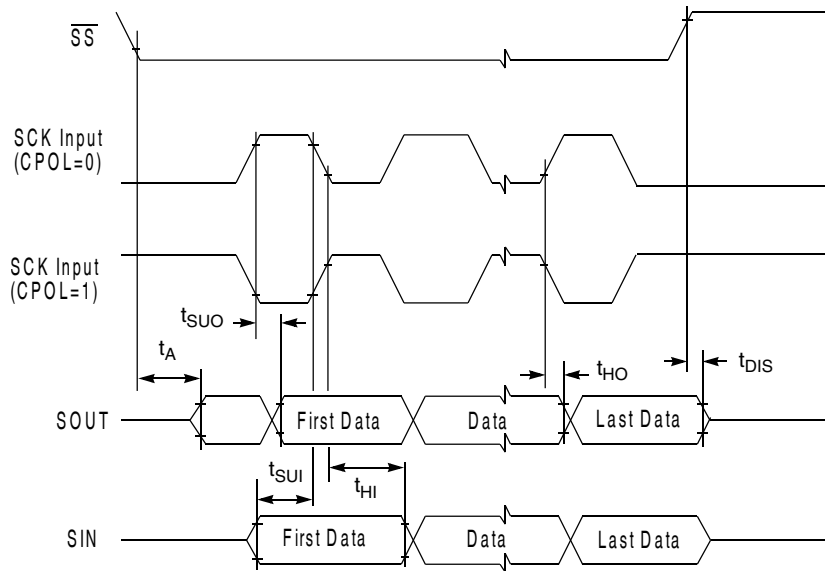 SS
SCK Input
(CPOL=0)
SCK Input
(CPOL=1)
tSUO
tA
tHO
tDIS
SOUT
First Data
Data
Last Data
tSUI
tHI
SIN
First Data
Data
Last Data